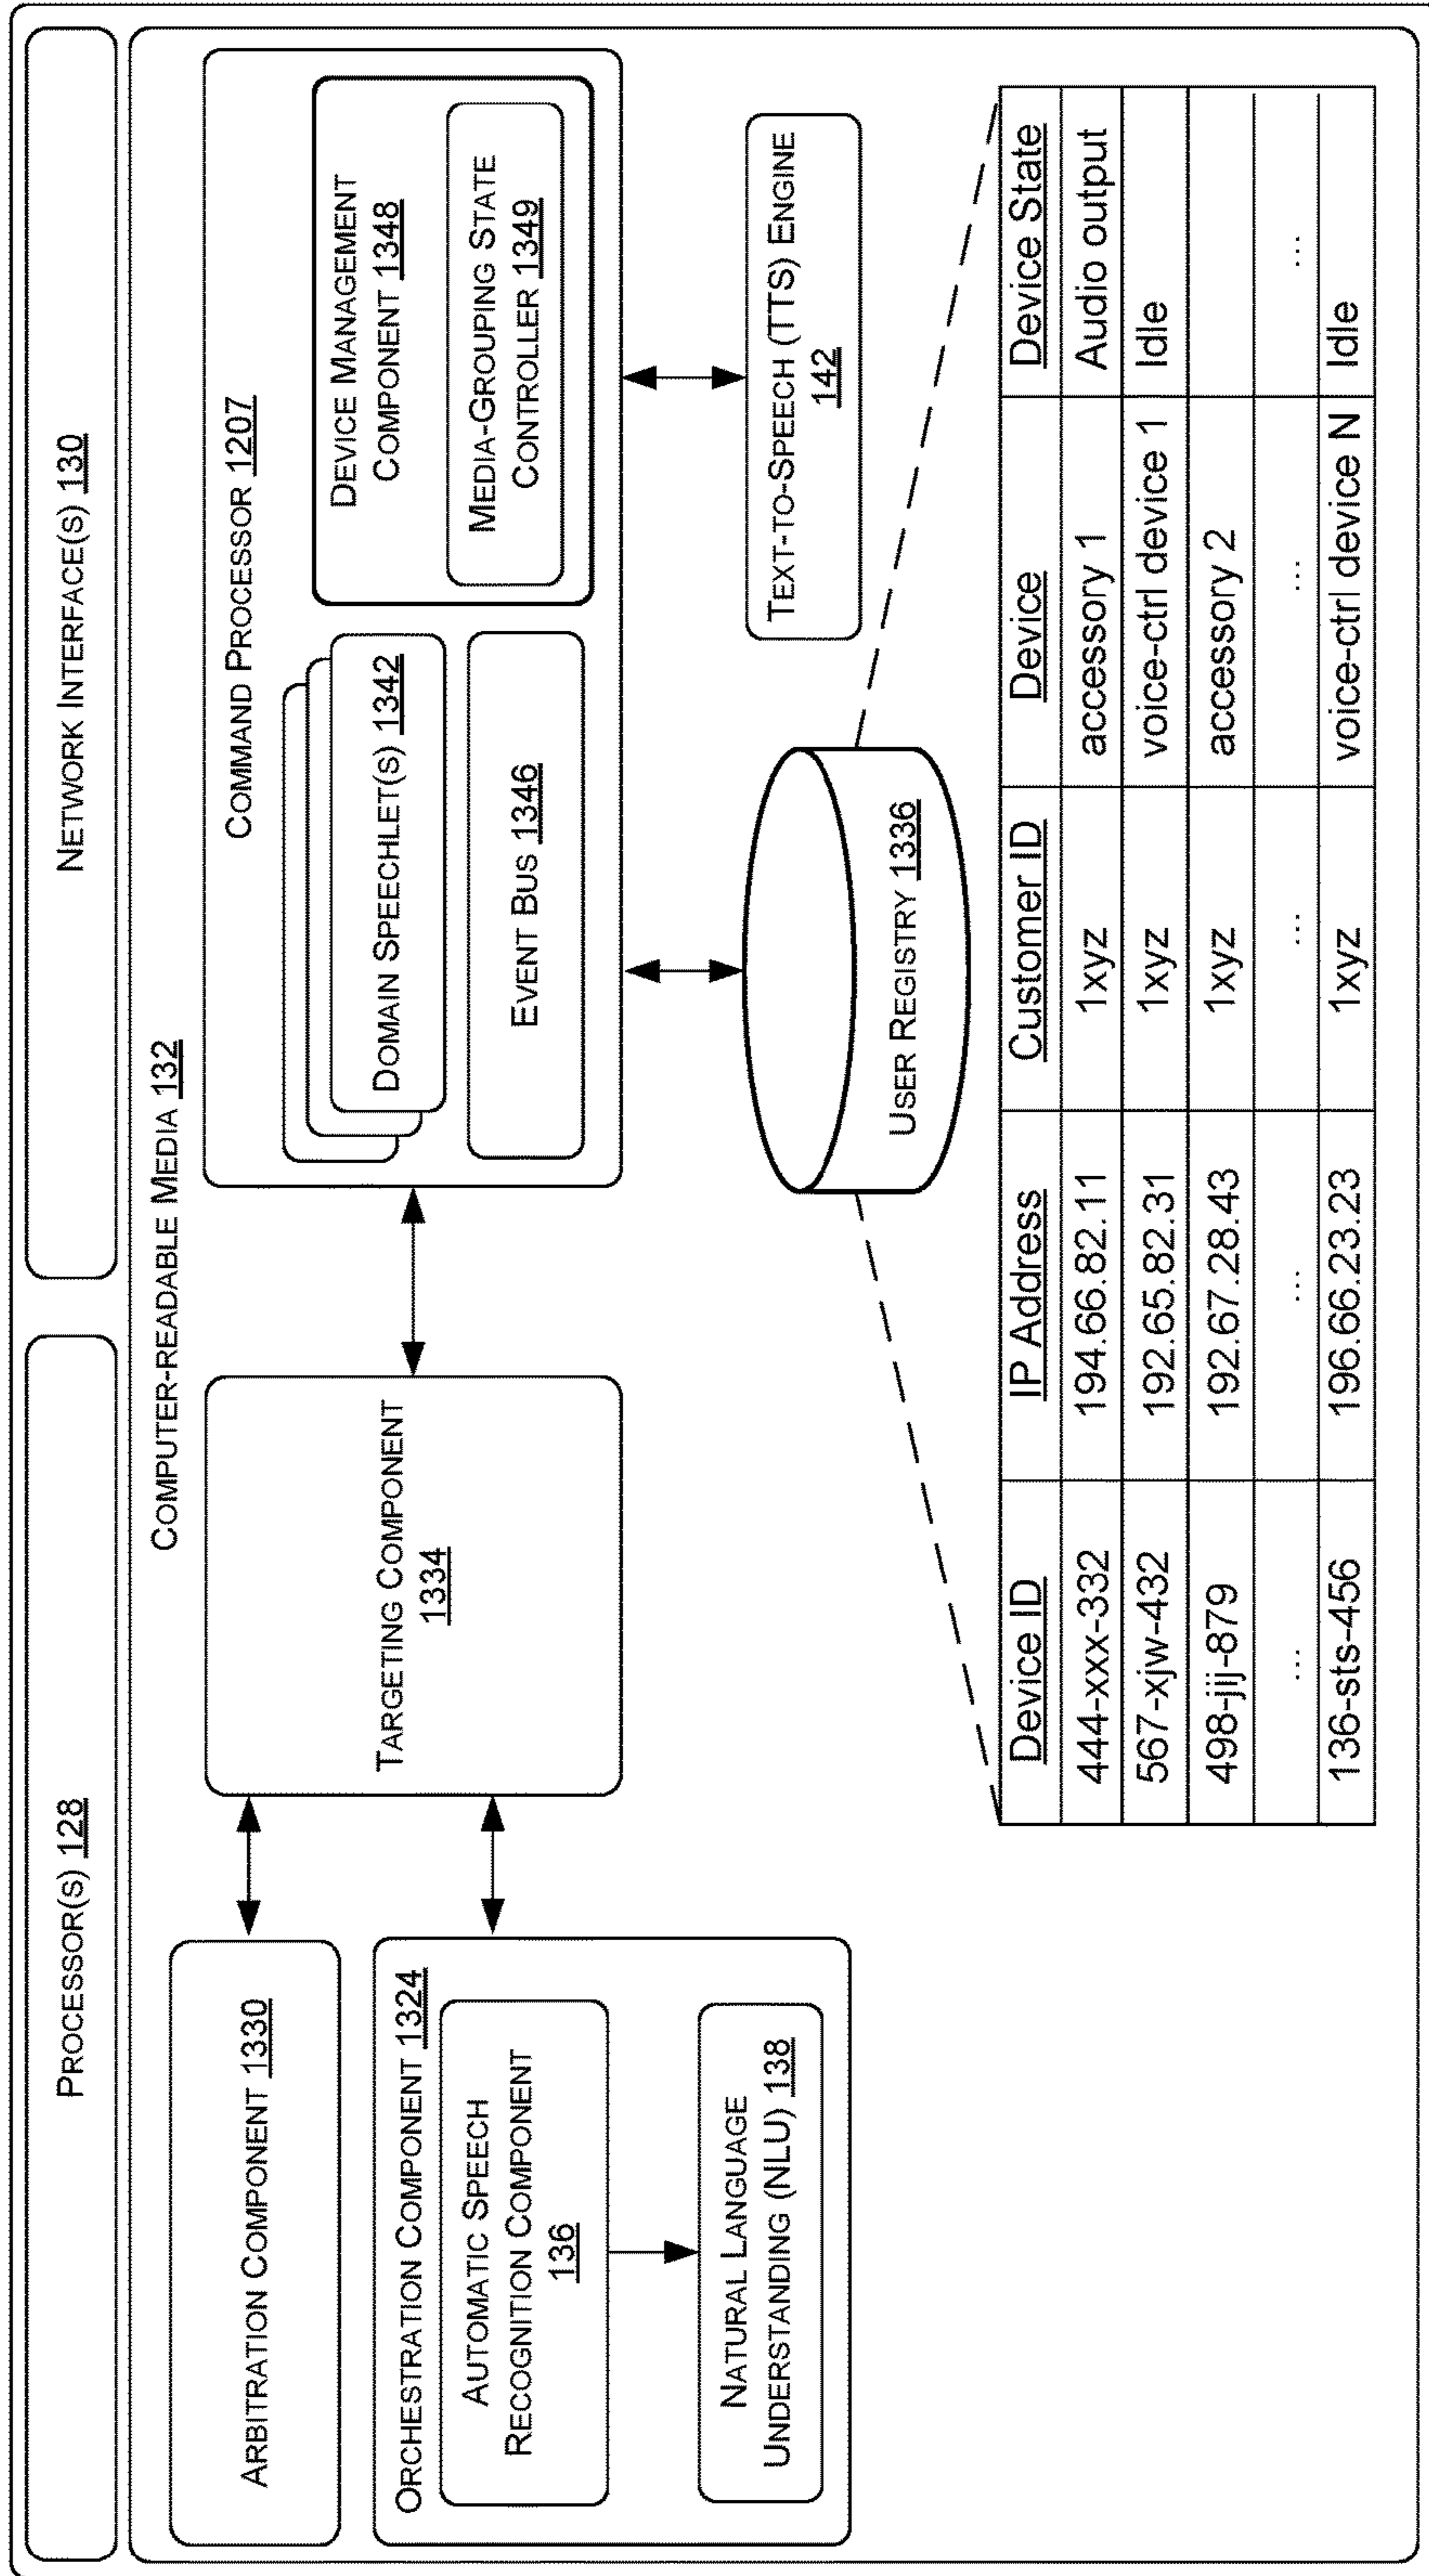 PROCESSOR(S) 128
NETWORK INTERFACE(S) 130
COMPUTER-READABLE MEDIA 132
ARBITRATION COMPONENT 1330
ORCHESTRATION COMPONENT 1324
AUTOMATIC SPEECH
RECOGNITION COMPONENT
136
NATURAL LANGUAGE
UNDERSTANDING (NLU) 138
TARGETING COMPONENT
1334
COMMAND PROCESSOR 1207
DOMAIN SPEECHLET(S) 1342
EVENT BUS 1346
DEVICE MANAGEMENT
COMPONENT 1348
MEDIA-GROUPING STATE
CONTROLLER 1349
TEXT-TO-SPEECH (TTS) ENGINE
142
USER REGISTRY 1336
Device ID IP Address Customer ID Device Device State
444-xxx-332 194.66.82.11 1xyz accessory 1 Audio output
567-xjw-432 192.65.82.31 1xyz voice-ctrl device 1 Idle
498-jij-879 192.67.28.43 1xyz accessory 2
... ... ... ... ...
136-sts-456 196.66.23.23 1xyz voice-ctrl device N Idle